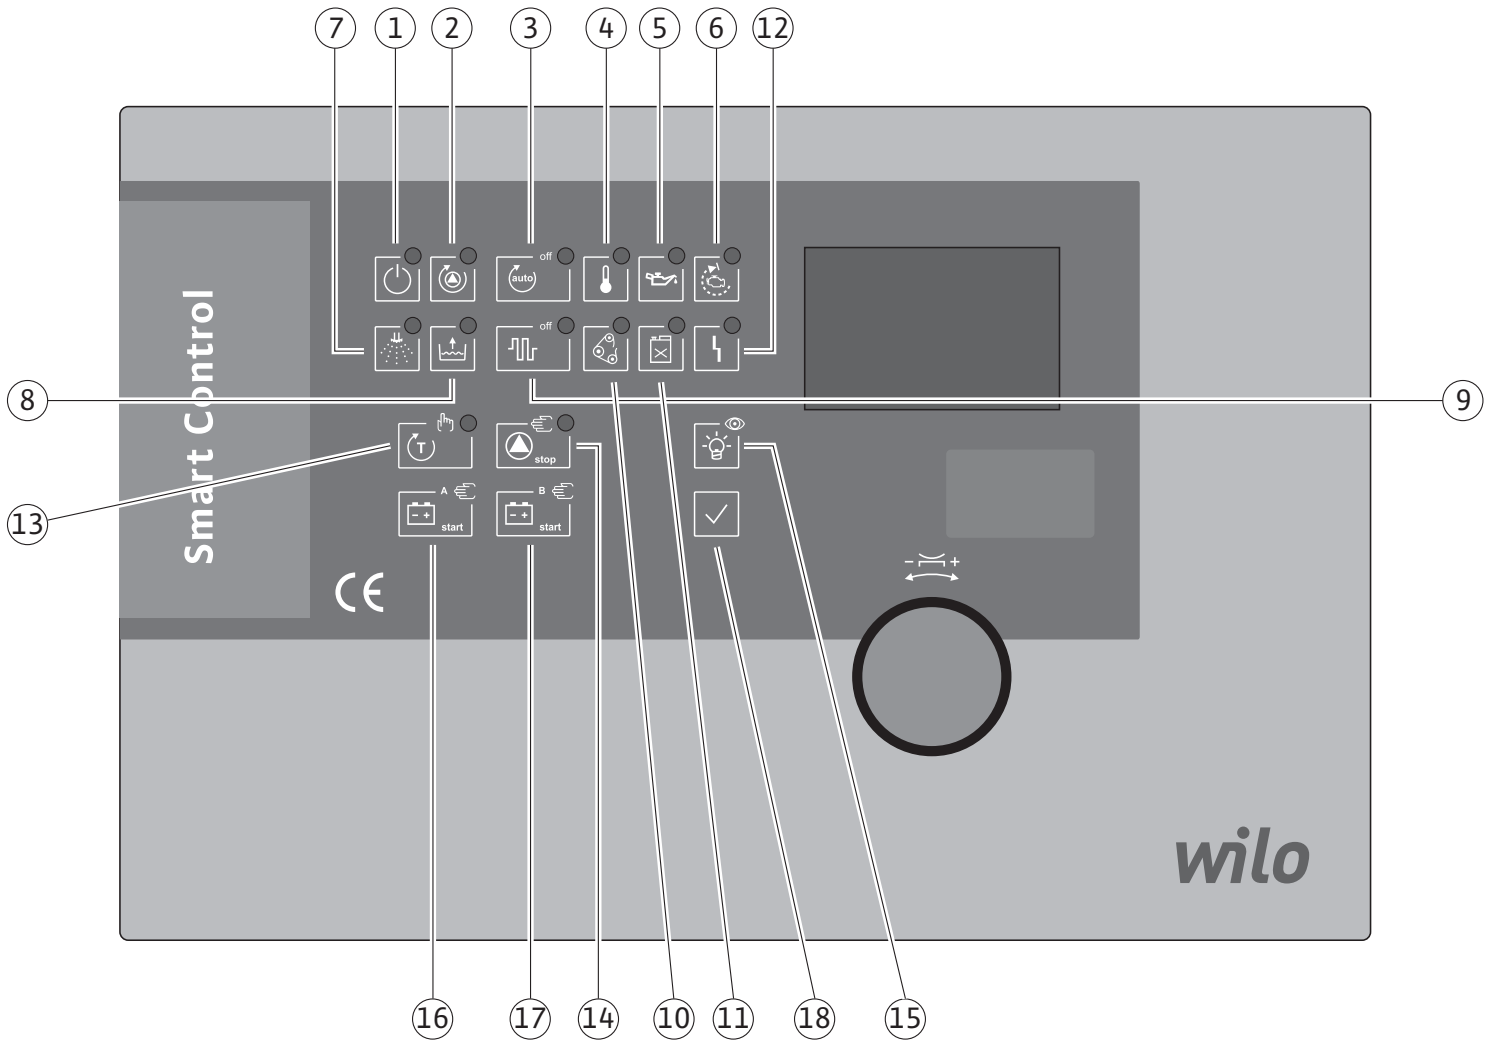 7 1 2 3 4 5 6 12
off
auto
off
8 9
Smart Control
T
stop
13
A
- +
start
B
- +
start
- +
CE
wilo
16 17 14 10 11 18 15